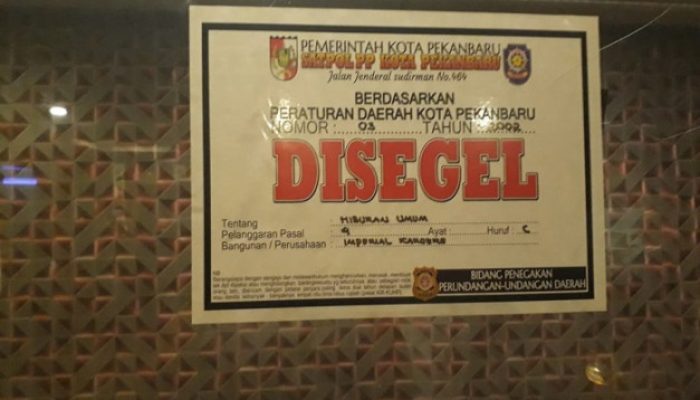 PEMERINTAH KOTA PEKANBARU
SATPOL PP KOTA PEKANBARU
Jalan Jenderal sudirman No.464
BERDASARKAN
PERATURAN DAERAH KOTA PEKANBARU
NOMOR : 03 TAHUN : 2002
DISEGEL
Tentang : HIBURAN UMUM
Pelanggaran Pasal : 9 Ayat : Huruf : C
Bangunan / Perusahaan : IMPERIAL KARAOKE
BIDANG PENEGAKAN
PERUNDANGAN-UNDANGAN DAERAH